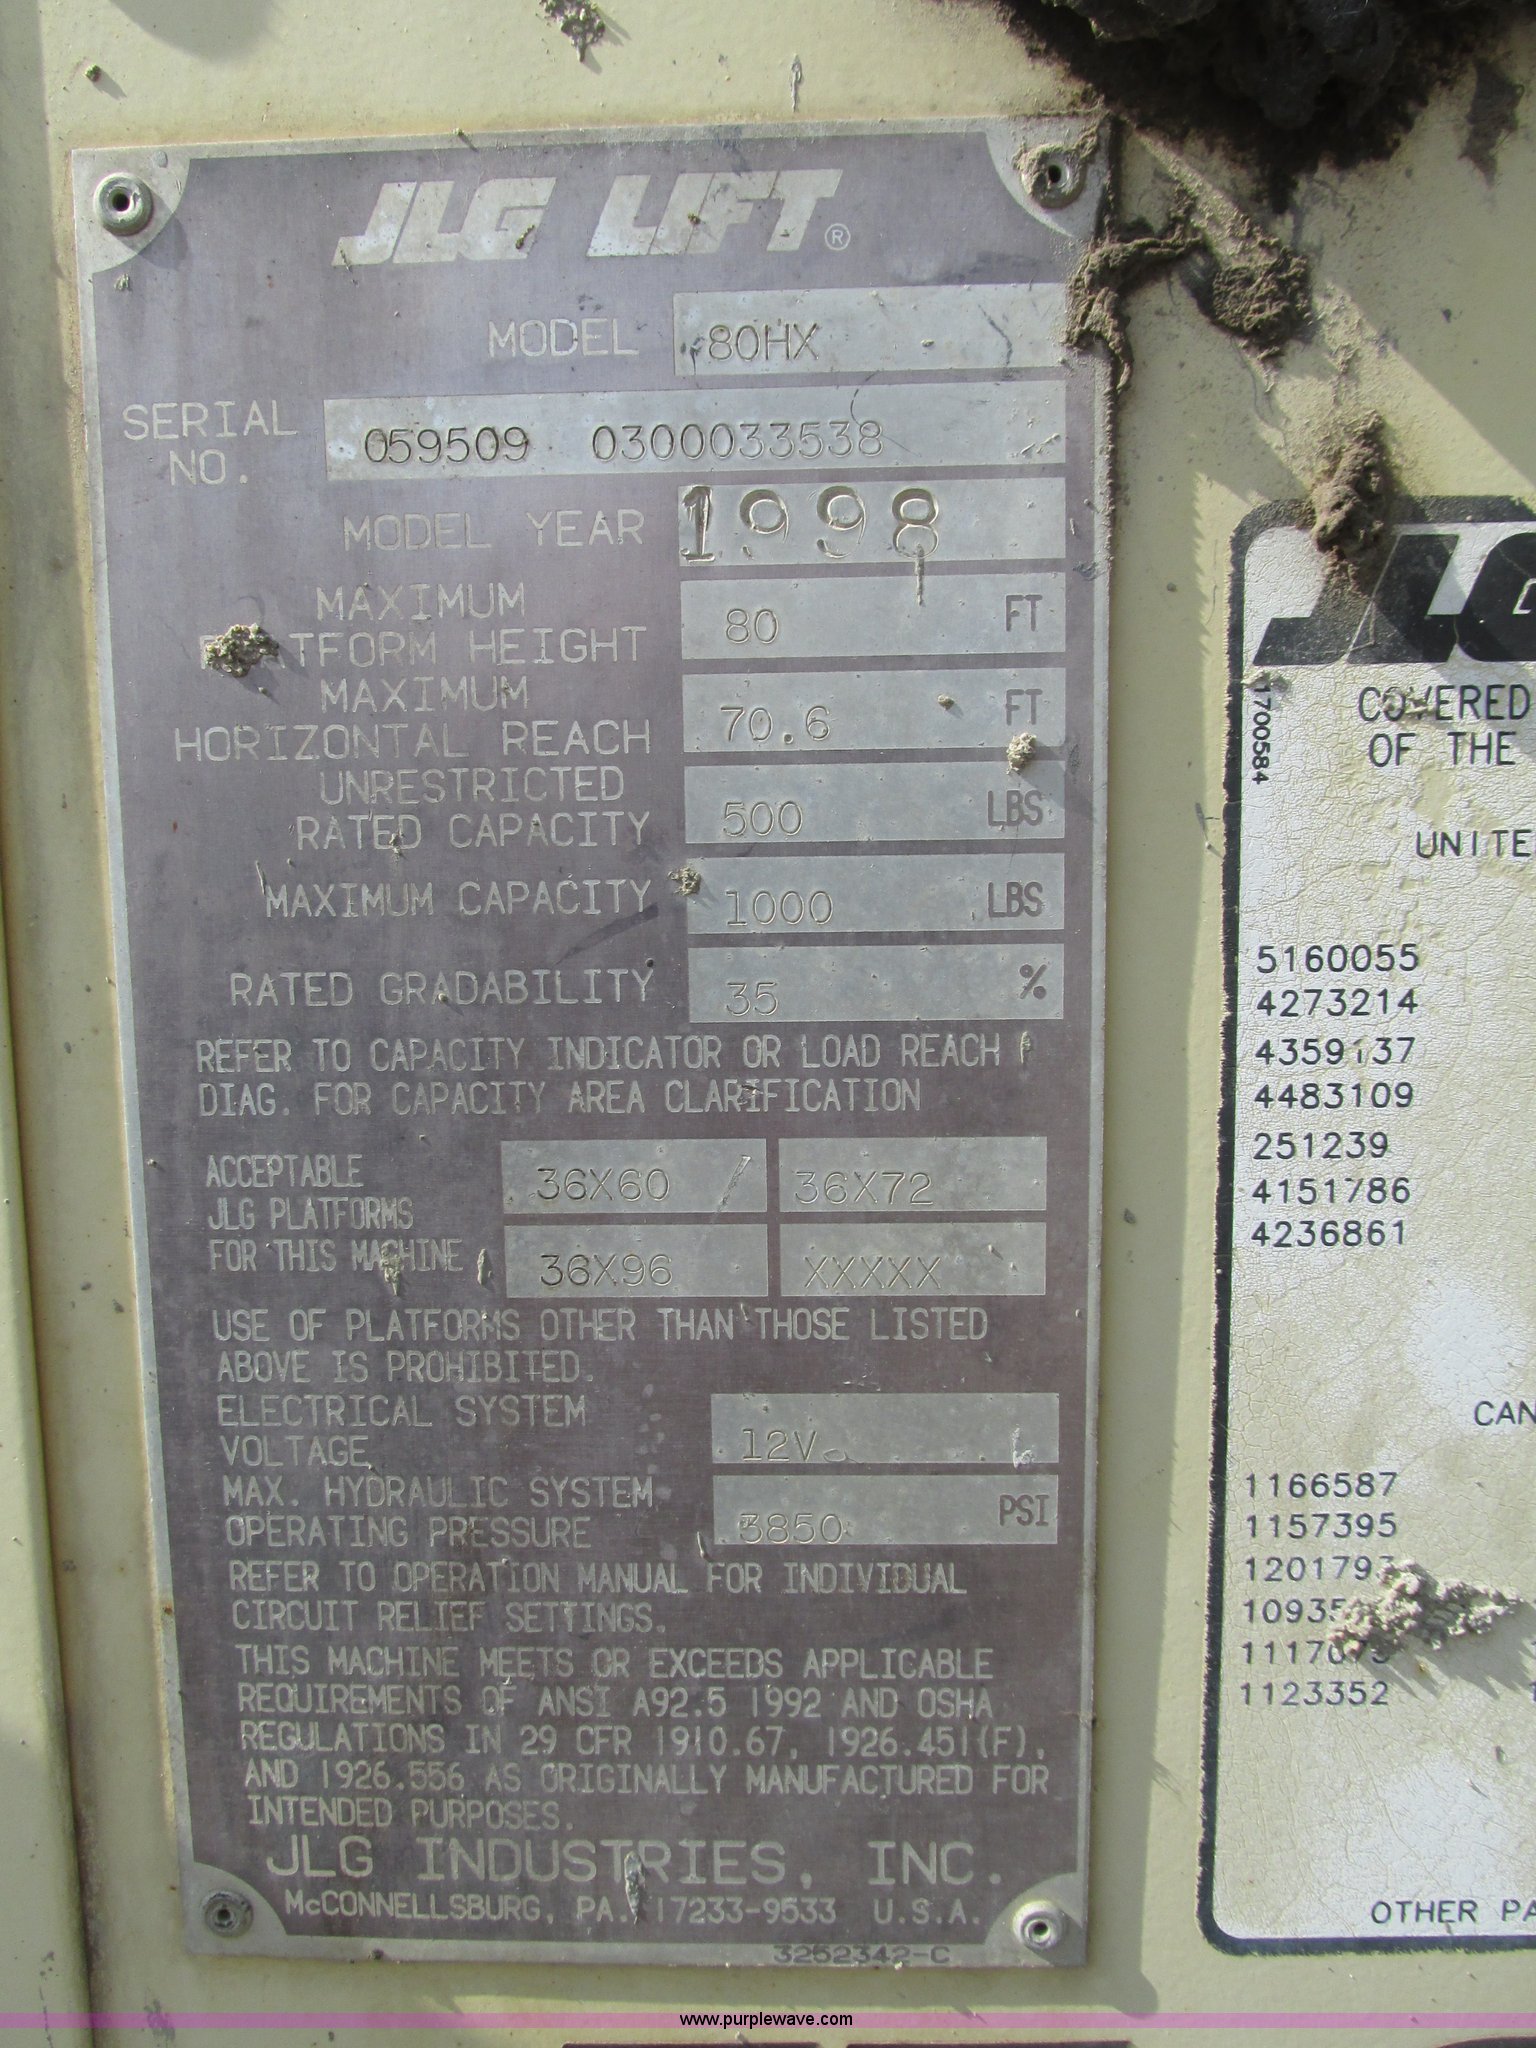 JLG LIFT®
MODEL 80HX
SERIAL NO. 059509 0300033538
MODEL YEAR 1998
MAXIMUM
PLATFORM HEIGHT 80 FT
MAXIMUM
HORIZONTAL REACH 70.6 FT
UNRESTRICTED
RATED CAPACITY 500 LBS
MAXIMUM CAPACITY 1000 LBS
RATED GRADABILITY 35 %
REFER TO CAPACITY INDICATOR OR LOAD REACH
DIAG. FOR CAPACITY AREA CLARIFICATION
ACCEPTABLE
JLG PLATFORMS
FOR THIS MACHINE
36X60 36X72
36X96 XXXXX
USE OF PLATFORMS OTHER THAN THOSE LISTED
ABOVE IS PROHIBITED.
ELECTRICAL SYSTEM
VOLTAGE 12V
MAX. HYDRAULIC SYSTEM
OPERATING PRESSURE 3850 PSI
REFER TO OPERATION MANUAL FOR INDIVIDUAL
CIRCUIT RELIEF SETTINGS.
THIS MACHINE MEETS OR EXCEEDS APPLICABLE
REQUIREMENTS OF ANSI A92.5 1992 AND OSHA
REGULATIONS IN 29 CFR 1910.67, 1926.451(F),
AND 1926.556 AS ORIGINALLY MANUFACTURED FOR
INTENDED PURPOSES.
JLG INDUSTRIES, INC.
McCONNELLSBURG, PA. 17233-9533 U.S.A.
3252342-C
JLG
1700584
COVERED
OF THE
UNITE
5160055
4273214
4359137
4483109
251239
4151786
4236861
CAN
1166587
1157395
1201793
10935
1117073
1123352
OTHER PA
www.purplewave.com